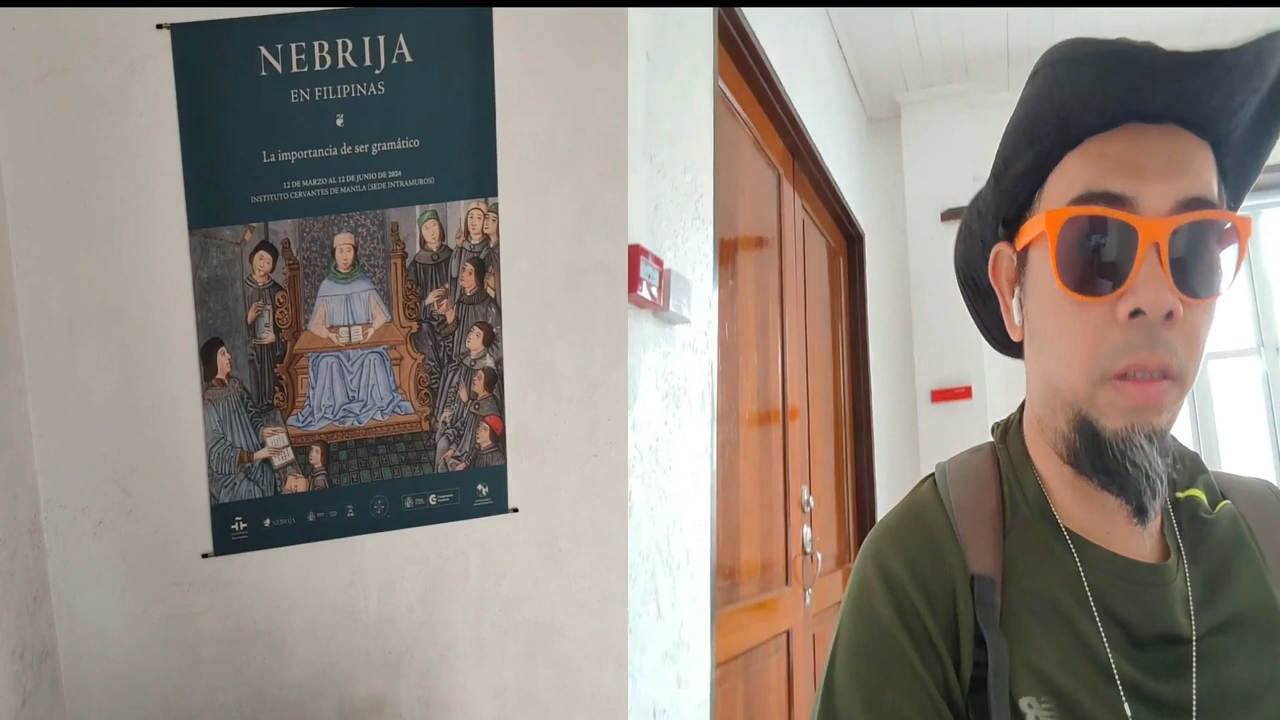 NEBRIJA
EN FILIPINAS
La importancia de ser gramático
12 DE MARZO AL 12 DE JUNIO DE 2024
INSTITUTO CERVANTES DE MANILA (SEDE INTRAMUROS)
NEBRIJA